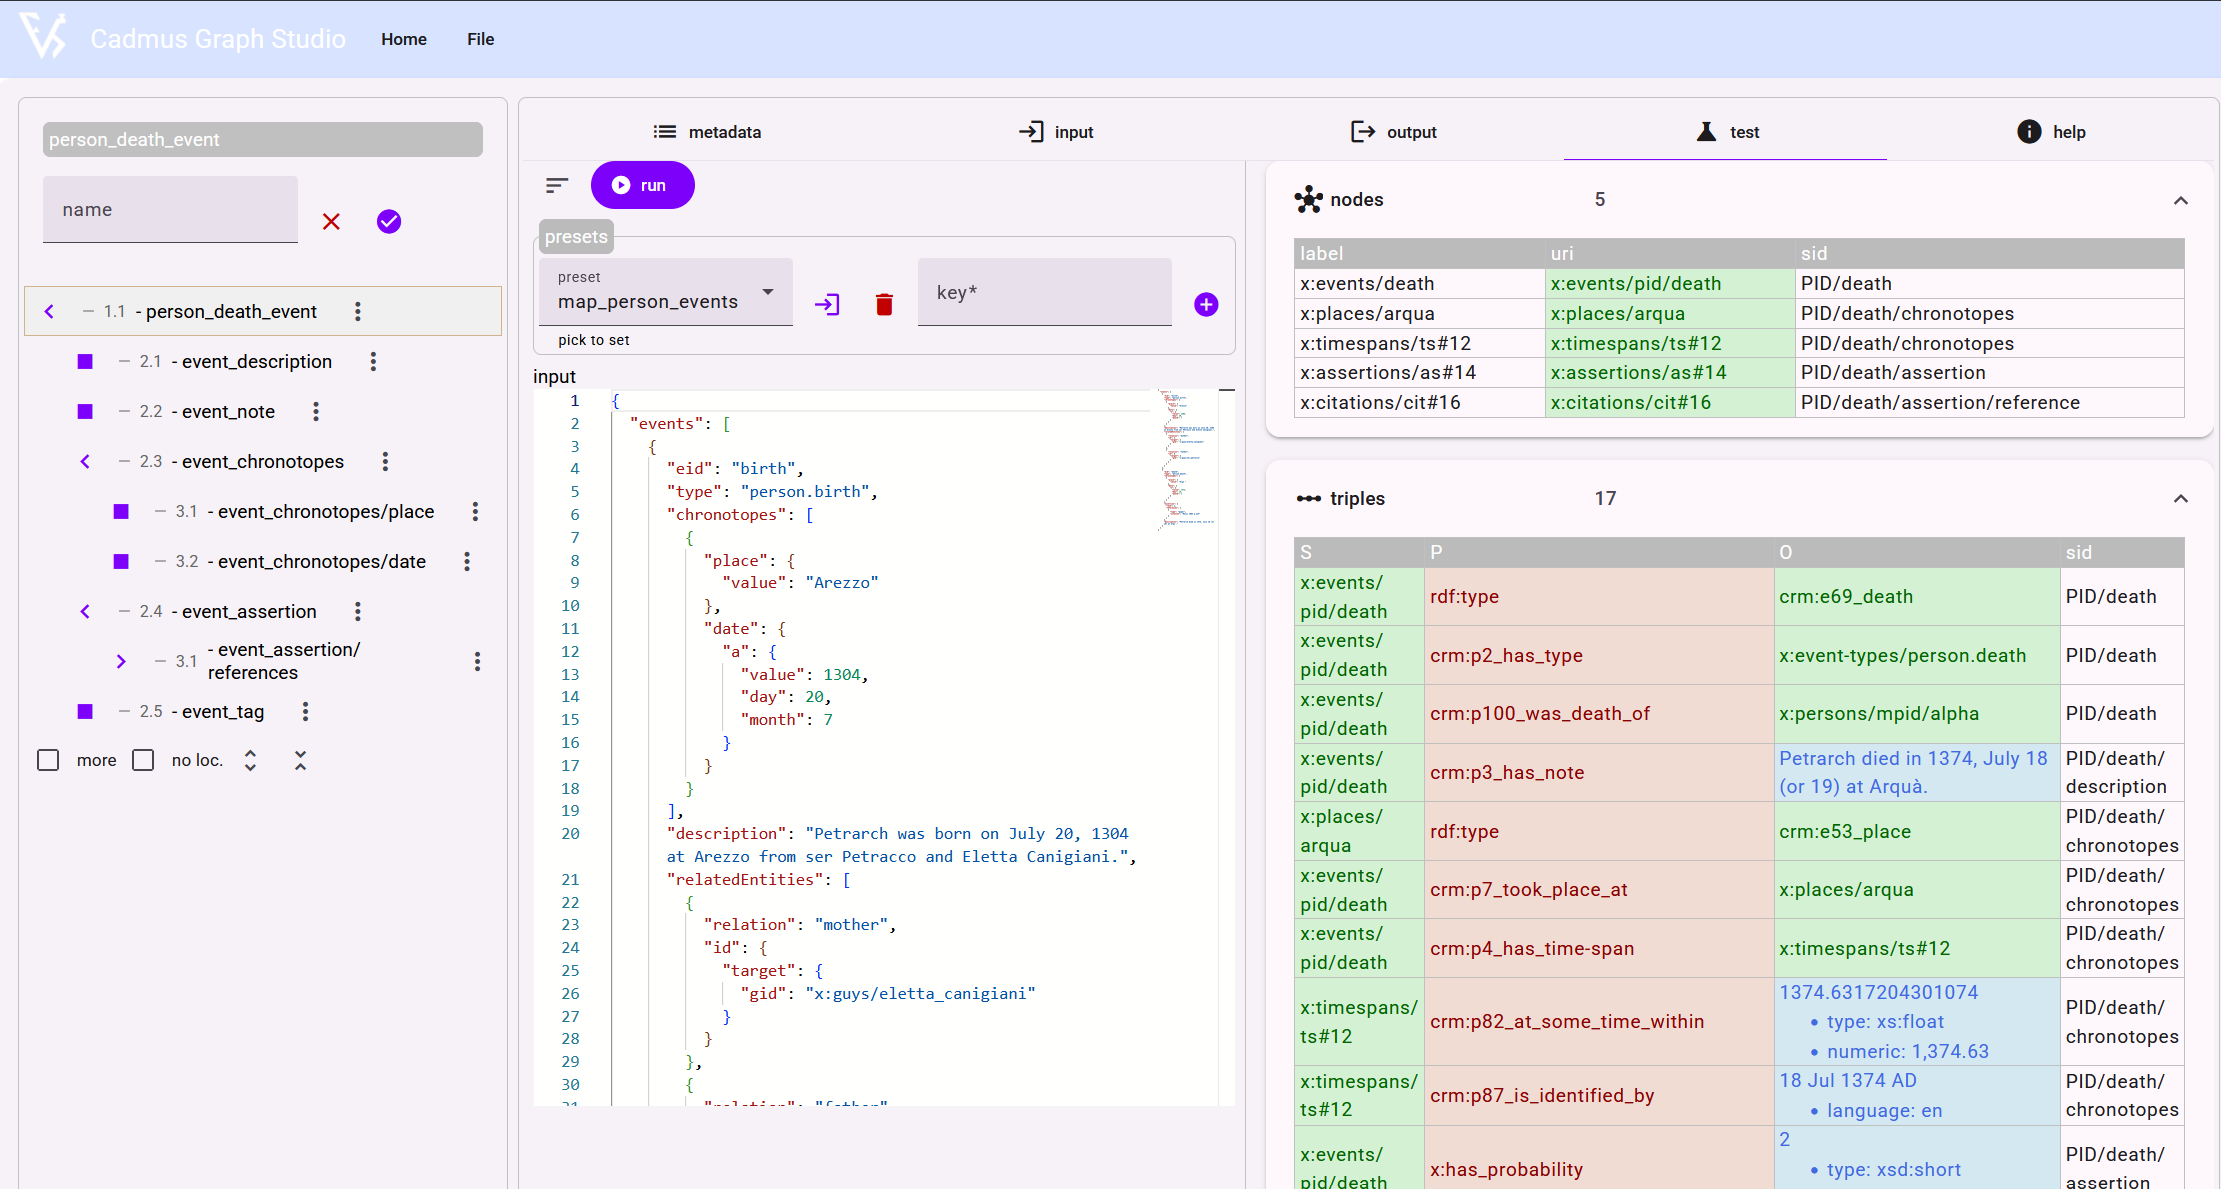 Cadmus Graph Studio Home File
person_death_event
name
1.1 - person_death_event
2.1 - event_description
2.2 - event_note
2.3 - event_chronotopes
3.1 - event_chronotopes/place
3.2 - event_chronotopes/date
2.4 - event_assertion
3.1 - event_assertion/
references
2.5 - event_tag
more no loc.
metadata input output test help
run
presets
preset
map_person_events
key*
pick to set
input
1 {
2 "events": [
3 {
4 "eid": "birth",
5 "type": "person.birth",
6 "chronotopes": [
7 {
8 "place": {
9 "value": "Arezzo"
10 },
11 "date": {
12 "a": {
13 "value": 1304,
14 "day": 20,
15 "month": 7
16 }
17 }
18 }
19 ],
20 "description": "Petrarch was born on July 20, 1304
at Arezzo from ser Petracco and Eletta Canigiani.",
21 "relatedEntities": [
22 {
23 "relation": "mother",
24 "id": {
25 "target": {
26 "gid": "x:guys/eletta_canigiani"
27 }
28 }
29 },
30 {
31 "relation": "father"
nodes 5
label uri sid
x:events/death x:events/pid/death PID/death
x:places/arqua x:places/arqua PID/death/chronotopes
x:timespans/ts#12 x:timespans/ts#12 PID/death/chronotopes
x:assertions/as#14 x:assertions/as#14 PID/death/assertion
x:citations/cit#16 x:citations/cit#16 PID/death/assertion/reference
triples 17
S P O sid
x:events/
pid/death
rdf:type
crm:e69_death
PID/death
x:events/
pid/death
crm:p2_has_type
x:event-types/person.death
PID/death
x:events/
pid/death
crm:p100_was_death_of
x:persons/mpid/alpha
PID/death
x:events/
pid/death
crm:p3_has_note
Petrarch died in 1374, July 18
(or 19) at Arquà.
PID/death/
description
x:places/
arqua
rdf:type
crm:e53_place
PID/death/
chronotopes
x:events/
pid/death
crm:p7_took_place_at
x:places/arqua
PID/death/
chronotopes
x:events/
pid/death
crm:p4_has_time-span
x:timespans/ts#12
PID/death/
chronotopes
x:timespans/
ts#12
crm:p82_at_some_time_within
1374.6317204301074
• type: xs:float
• numeric: 1,374.63
PID/death/
chronotopes
x:timespans/
ts#12
crm:p87_is_identified_by
18 Jul 1374 AD
• language: en
PID/death/
chronotopes
x:events/
pid/death
x:has_probability
2
• type: xsd:short
PID/death/
assertion